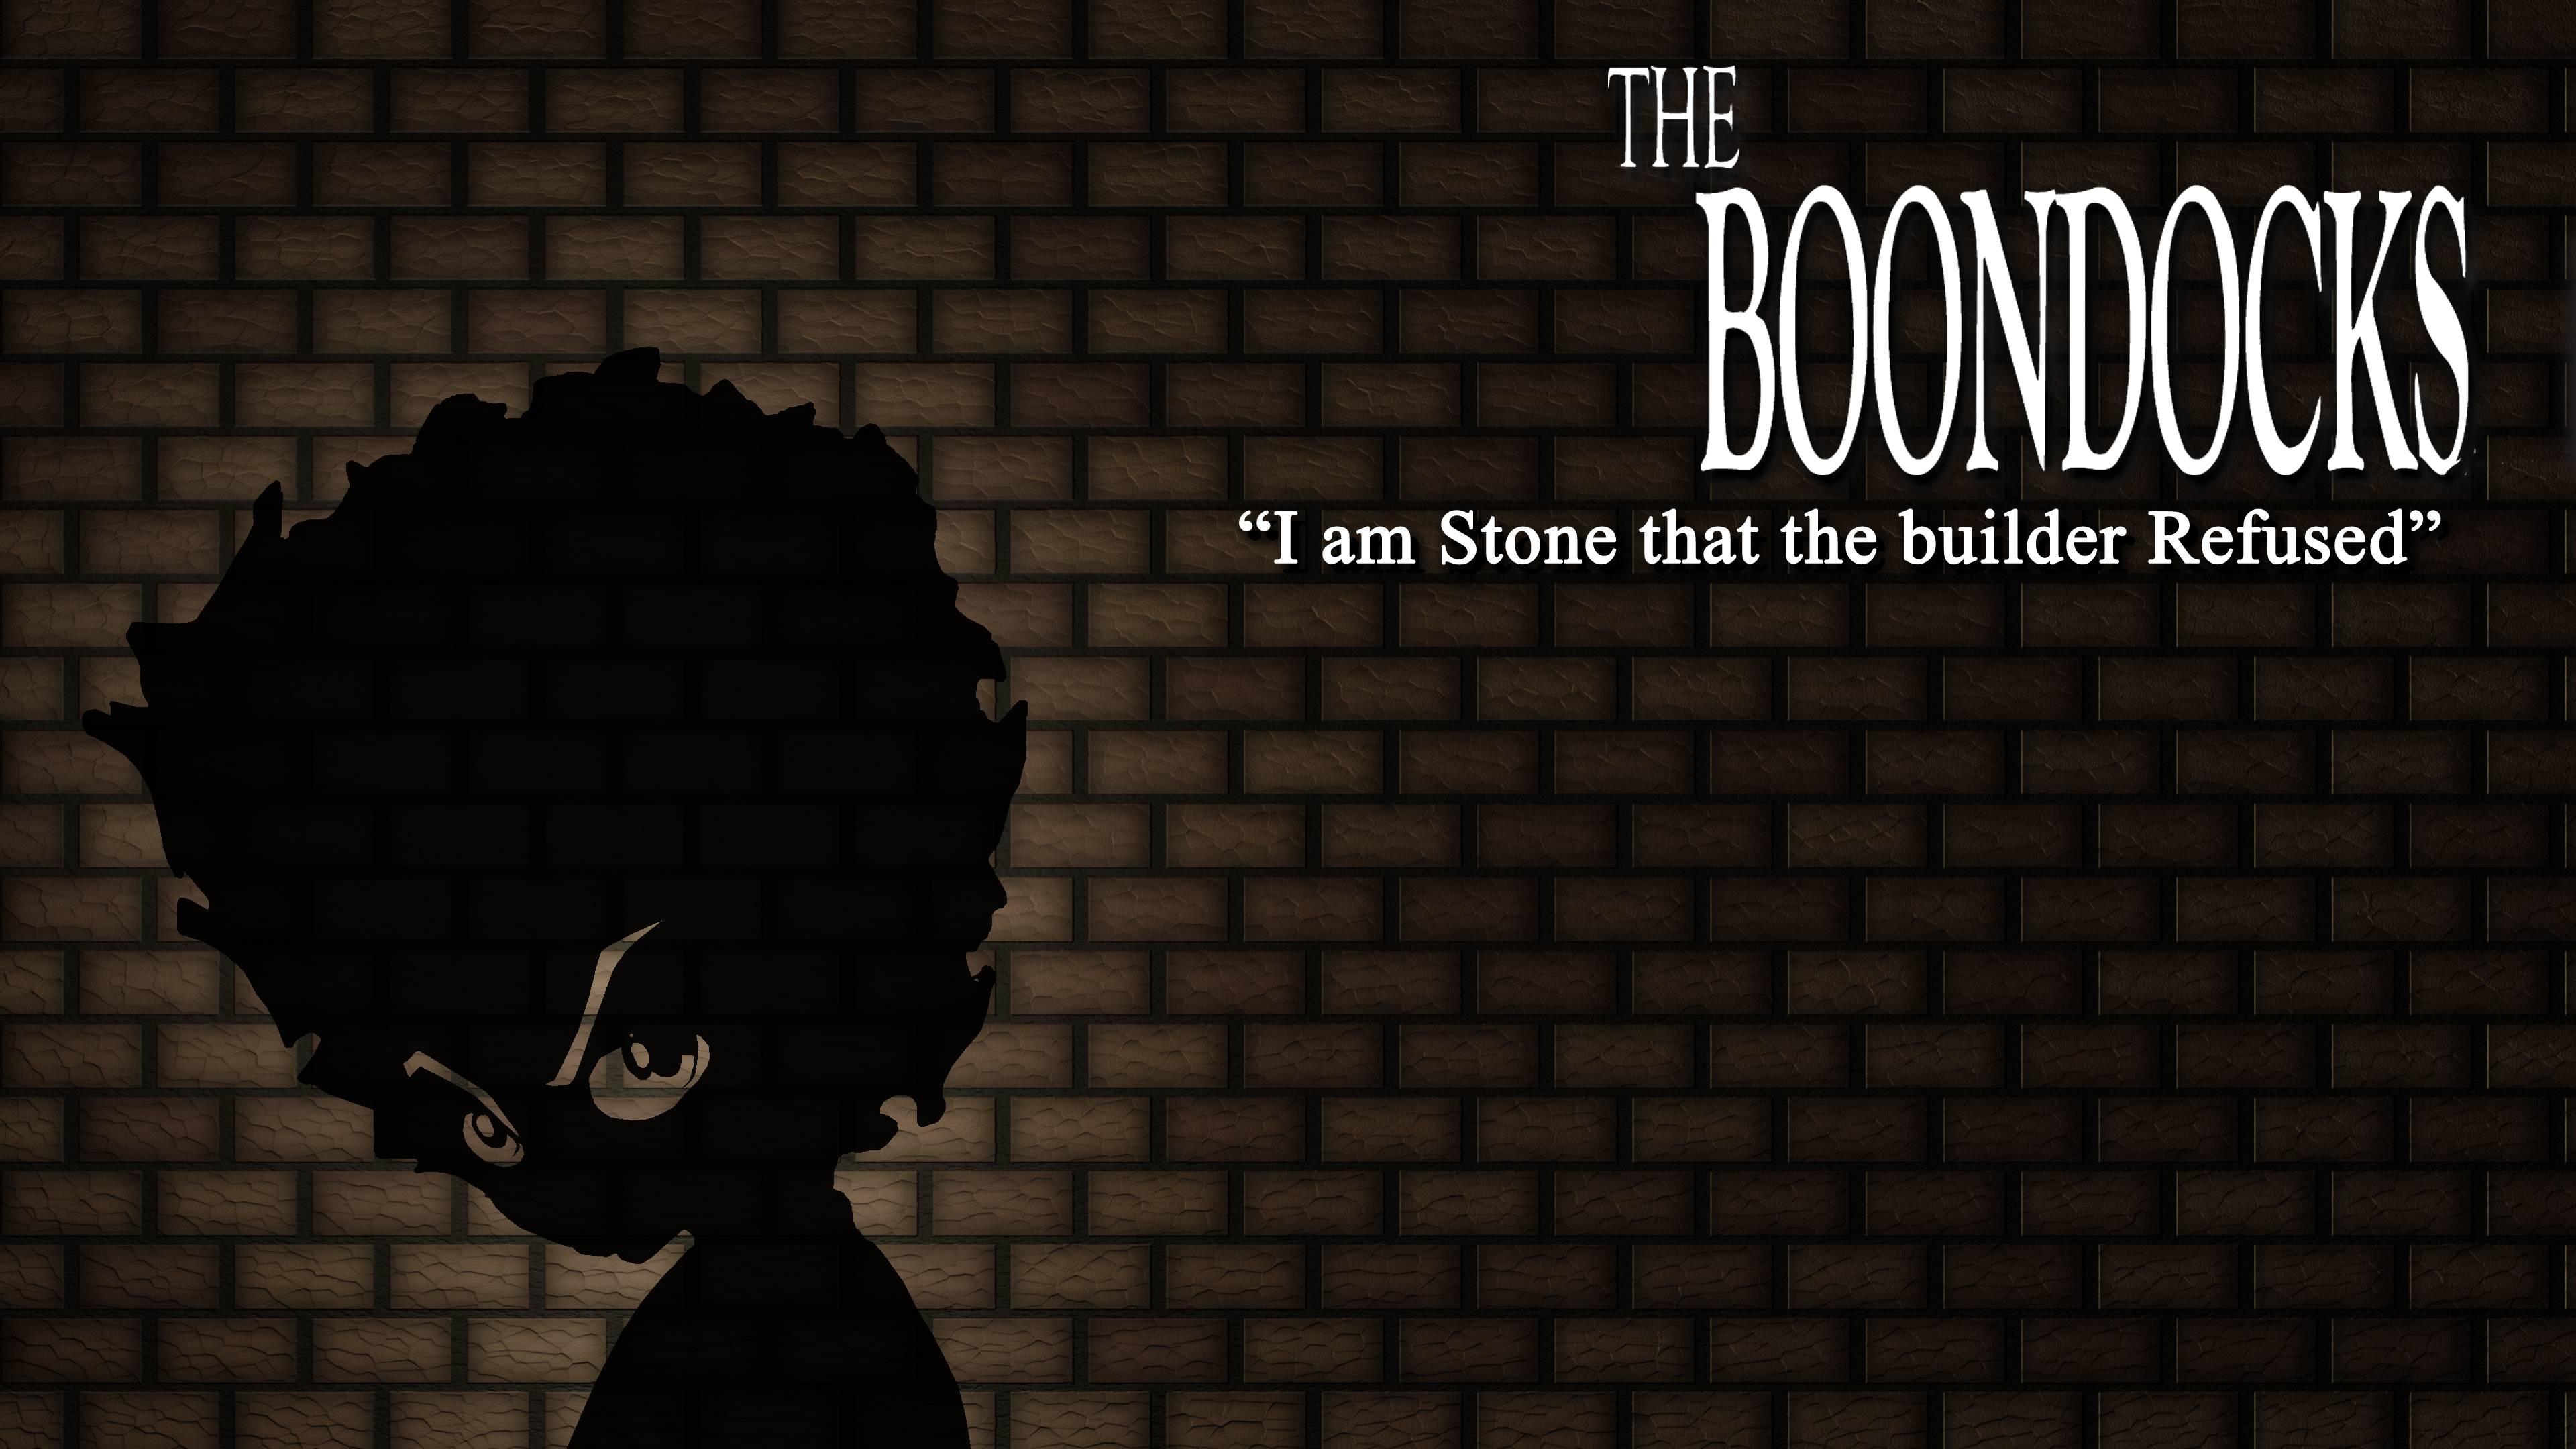 THE
BOONDOCKS
“I am Stone that the builder Refused”